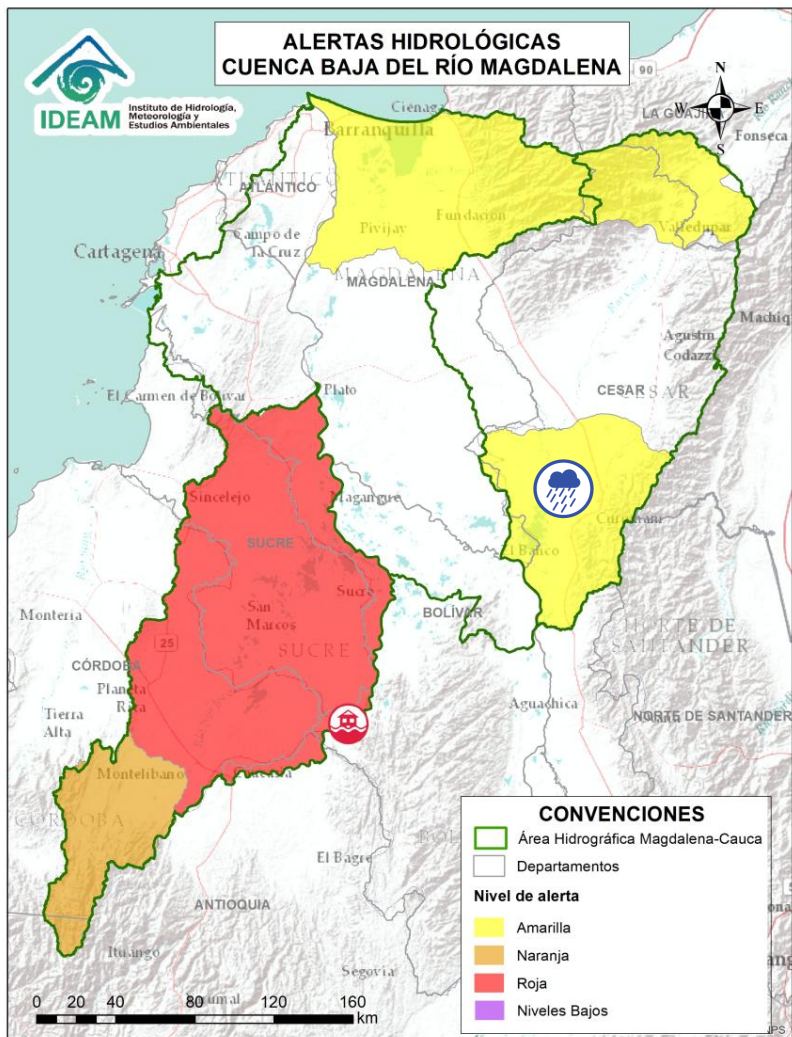 ALERTAS HIDROLÓGICAS
CUENCA BAJA DEL RÍO MAGDALENA
IDEAM
Instituto de Hidrología,
Meteorología y
Estudios Ambientales
N
W
E
S
90
Cienaga
LA GUAJIRA
Fonseca
Barranquilla
ATLANTICO
ATLÁNTICO
Pivijay
Fundación
Valledupar
Campo de
la Cruz
Cartagena
MAGDALENA
MAGDALENA
Agustín
Codazzi
CESAR
CESAR
El Carmen de Bolívar
Plato
Sincelejo
Magangue
Curumaní
El Banco
SUCRE
Sucre
San
Marcos
BOLÍVAR
Montería
25
SUCRE
NORTE DE
SANTANDER
CÓRDOBA
Planeta
Rica
Tierra
Alta
Aguachica
NORTE DE SANTANDER
Montelibano
CÓRDOBA
El Bagre
ANTIOQUIA
Ituango
Segovia
0 20 40 80 120 160
km
CONVENCIONES
Área Hidrográfica Magdalena-Cauca
Departamentos
Nivel de alerta
Amarilla
Naranja
Roja
Niveles Bajos